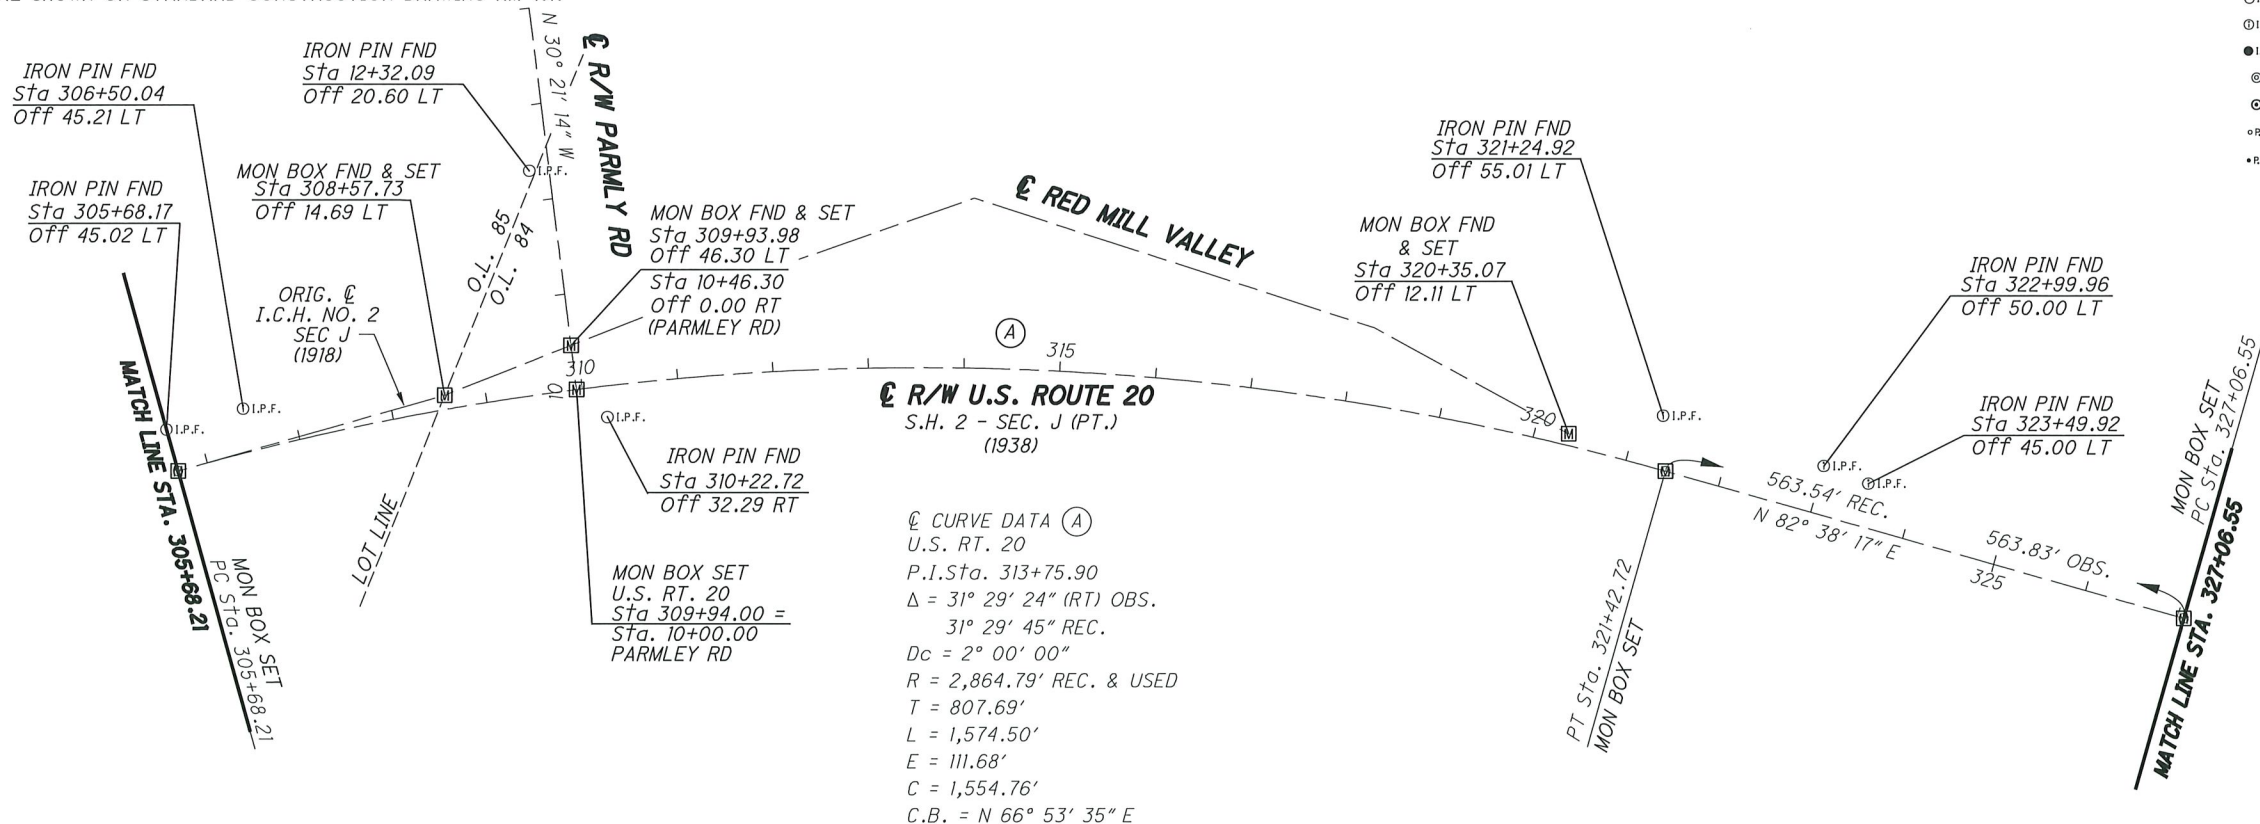 IRON PIN FND
Sta 306+50.04
Off 45.21 LT
IRON PIN FND
Sta 12+32.09
Off 20.60 LT
N 30° 21' 14" W
℄ R/W PARMLY RD
IRON PIN FND
Sta 305+68.17
Off 45.02 LT
MON BOX FND & SET
Sta 308+57.73
Off 14.69 LT
I.P.F.
I.P.F.
I.P.F.
O.L. 85
O.L. 84
ORIG. ℄
I.C.H. NO. 2
SEC J
(1918)
MON BOX FND & SET
Sta 309+93.98
Off 46.30 LT
Sta 10+46.30
Off 0.00 RT
(PARMLEY RD)
M
M
M
M
310
10
I.P.F.
MATCH LINE STA. 305+68.21
MON BOX SET
PC Sta. 305+68.21
LOT LINE
IRON PIN FND
Sta 310+22.72
Off 32.29 RT
MON BOX SET
U.S. RT. 20
Sta 309+94.00 =
Sta. 10+00.00
PARMLEY RD
℄ RED MILL VALLEY
A
315
℄ R/W U.S. ROUTE 20
S.H. 2 - SEC. J (PT.)
(1938)
℄ CURVE DATA A
U.S. RT. 20
P.I.Sta. 313+75.90
Δ = 31° 29' 24" (RT) OBS.
31° 29' 45" REC.
Dc = 2° 00' 00"
R = 2,864.79' REC. & USED
T = 807.69'
L = 1,574.50'
E = 111.68'
C = 1,554.76'
C.B. = N 66° 53' 35" E
IRON PIN FND
Sta 321+24.92
Off 55.01 LT
MON BOX FND
& SET
Sta 320+35.07
Off 12.11 LT
320
M
I.P.F.
M
PT Sta. 321+42.72
MON BOX SET
IRON PIN FND
Sta 322+99.96
Off 50.00 LT
IRON PIN FND
Sta 323+49.92
Off 45.00 LT
I.P.F.
I.P.F.
563.54' REC.
N 82° 38' 17" E
563.83' OBS.
325
MON BOX SET
PC Sta. 327+06.55
MATCH LINE STA. 327+06.55